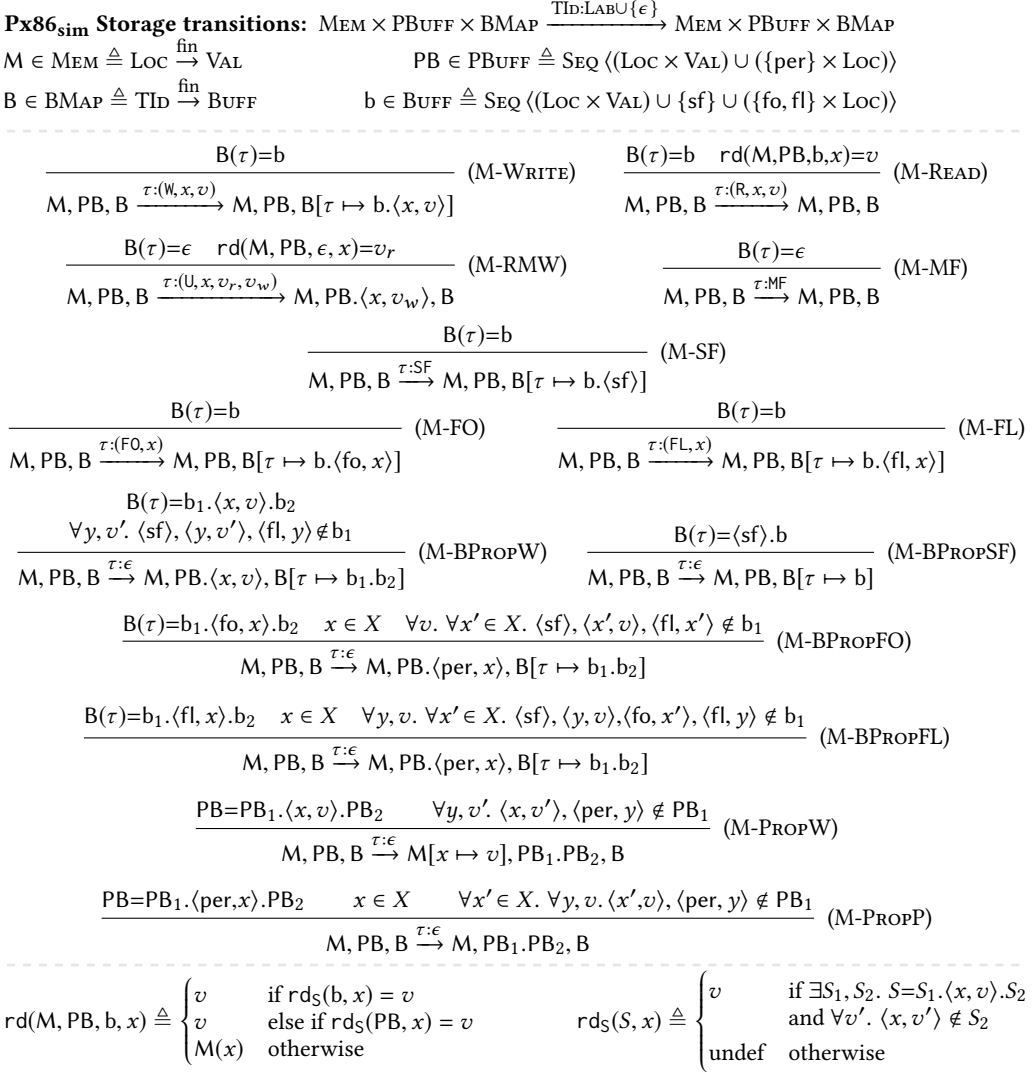 Px86sim Storage transitions: MEM × PBUFF × BMAP —TID:LAB∪{ϵ}→ MEM × PBUFF × BMAP
M ∈ MEM ≜ LOC —fin→ VAL    PB ∈ PBUFF ≜ SEQ ⟨(LOC × VAL) ∪ ({per} × LOC)⟩
B ∈ BMAP ≜ TID —fin→ BUFF    b ∈ BUFF ≜ SEQ ⟨(LOC × VAL) ∪ {sf} ∪ ({fo, fl} × LOC)⟩
B(τ)=b
M, PB, B —τ:(W, x, v)→ M, PB, B[τ ↦ b.⟨x, v⟩]
(M-WRITE)
B(τ)=b    rd(M,PB,b,x)=v
M, PB, B —τ:(R, x, v)→ M, PB, B
(M-READ)
B(τ)=ϵ    rd(M, PB, ϵ, x)=vr
M, PB, B —τ:(U, x, vr, vw)→ M, PB.⟨x, vw⟩, B
(M-RMW)
B(τ)=ϵ
M, PB, B —τ:MF→ M, PB, B
(M-MF)
B(τ)=b
M, PB, B —τ:SF→ M, PB, B[τ ↦ b.⟨sf⟩]
(M-SF)
B(τ)=b
M, PB, B —τ:(FO, x)→ M, PB, B[τ ↦ b.⟨fo, x⟩]
(M-FO)
B(τ)=b
M, PB, B —τ:(FL, x)→ M, PB, B[τ ↦ b.⟨fl, x⟩]
(M-FL)
B(τ)=b1.⟨x, v⟩.b2
∀y, v′. ⟨sf⟩, ⟨y, v′⟩, ⟨fl, y⟩ ∉ b1
M, PB, B —τ:ϵ→ M, PB.⟨x, v⟩, B[τ ↦ b1.b2]
(M-BPROPW)
B(τ)=⟨sf⟩.b
M, PB, B —τ:ϵ→ M, PB, B[τ ↦ b]
(M-BPROPSF)
B(τ)=b1.⟨fo, x⟩.b2    x ∈ X    ∀v. ∀x′ ∈ X. ⟨sf⟩, ⟨x′, v⟩, ⟨fl, x′⟩ ∉ b1
M, PB, B —τ:ϵ→ M, PB.⟨per, x⟩, B[τ ↦ b1.b2]
(M-BPROPFO)
B(τ)=b1.⟨fl, x⟩.b2    x ∈ X    ∀y, v. ∀x′ ∈ X. ⟨sf⟩, ⟨y, v⟩,⟨fo, x′⟩, ⟨fl, y⟩ ∉ b1
M, PB, B —τ:ϵ→ M, PB.⟨per, x⟩, B[τ ↦ b1.b2]
(M-BPROPFL)
PB=PB1.⟨x, v⟩.PB2    ∀y, v′. ⟨x, v′⟩, ⟨per, y⟩ ∉ PB1
M, PB, B —τ:ϵ→ M[x ↦ v], PB1.PB2, B
(M-PROPW)
PB=PB1.⟨per,x⟩.PB2    x ∈ X    ∀x′ ∈ X. ∀y, v.⟨x′,v⟩, ⟨per, y⟩ ∉ PB1
M, PB, B —τ:ϵ→ M, PB1.PB2, B
(M-PROPP)
rd(M, PB, b, x) ≜
v    if rdS(b, x) = v
v    else if rdS(PB, x) = v
M(x)    otherwise
rdS(S, x) ≜
v    if ∃S1, S2. S=S1.⟨x, v⟩.S2
and ∀v′. ⟨x, v′⟩ ∉ S2
undef    otherwise